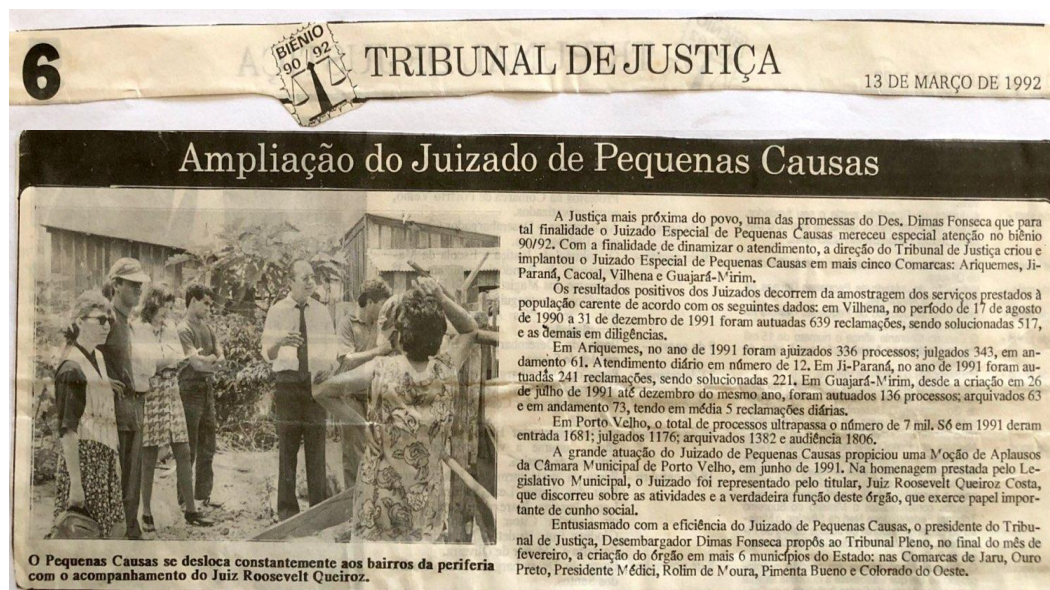 6
BIÊNIO
90/92
TRIBUNAL DE JUSTIÇA
13 DE MARÇO DE 1992
Ampliação do Juizado de Pequenas Causas
O Pequenas Causas se desloca constantemente aos bairros da periferia
com o acompanhamento do Juiz Roosevelt Queiroz.
A Justiça mais próxima do povo, uma das promessas do Des. Dimas Fonseca que para
tal finalidade o Juizado Especial de Pequenas Causas mereceu especial atenção no biênio
90/92. Com a finalidade de dinamizar o atendimento, a direção do Tribunal de Justiça criou e
implantou o Juizado Especial de Pequenas Causas em mais cinco Comarcas: Ariquemes, Ji-
Paraná, Cacoal, Vilhena e Guajará-Mirim.
Os resultados positivos dos Juizados decorrem da amostragem dos serviços prestados à
população carente de acordo com os seguintes dados: em Vilhena, no período de 17 de agosto
de 1990 a 31 de dezembro de 1991 foram autuadas 639 reclamações, sendo solucionadas 517,
e as demais em diligências.
Em Ariquemes, no ano de 1991 foram ajuizados 336 processos; julgados 343, em an-
damento 61. Atendimento diário em número de 12. Em Ji-Paraná, no ano de 1991 foram au-
tuadas 241 reclamações, sendo solucionadas 221. Em Guajará-Mirim, desde a criação em 26
de julho de 1991 até dezembro do mesmo ano, foram autuados 136 processos; arquivados 63
e em andamento 73, tendo em média 5 reclamações diárias.
Em Porto Velho, o total de processos ultrapassa o número de 7 mil. Só em 1991 deram
entrada 1681; julgados 1176; arquivados 1382 e audiência 1806.
A grande atuação do Juizado de Pequenas Causas propiciou uma Moção de Aplausos
da Câmara Municipal de Porto Velho, em junho de 1991. Na homenagem prestada pelo Le-
gislativo Municipal, o Juizado foi representado pelo titular, Juiz Roosevelt Queiroz Costa,
que discorreu sobre as atividades e a verdadeira função deste órgão, que exerce papel impor-
tante de cunho social.
Entusiasmado com a eficiência do Juizado de Pequenas Causas, o presidente do Tribu-
nal de Justiça, Desembargador Dimas Fonseca propôs ao Tribunal Pleno, no final do mês de
fevereiro, a criação do órgão em mais 6 municípios do Estado: nas Comarcas de Jaru, Ouro
Preto, Presidente Médici, Rolim de Moura, Pimenta Bueno e Colorado do Oeste.